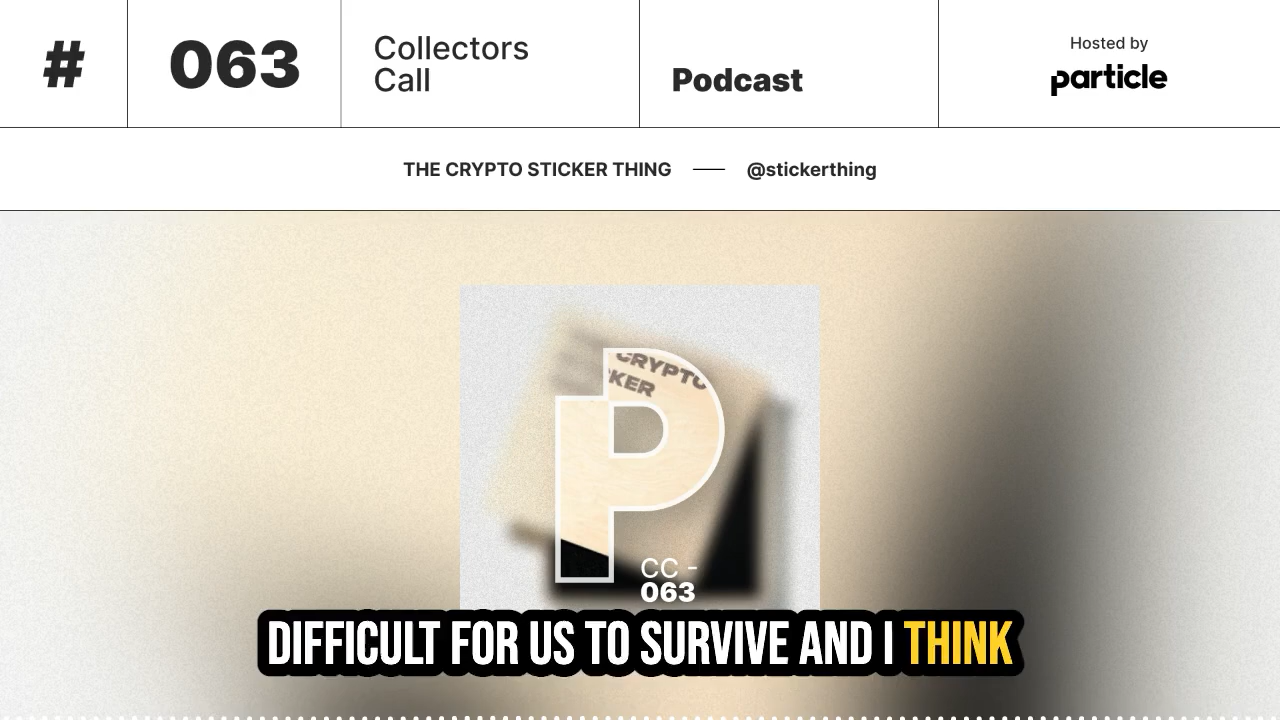 #
063
Collectors
Call
Podcast
Hosted by
particle
THE CRYPTO STICKER THING — @stickerthing
CRYPTO
KER
P
CC -
063
DIFFICULT FOR US TO SURVIVE AND I THINK